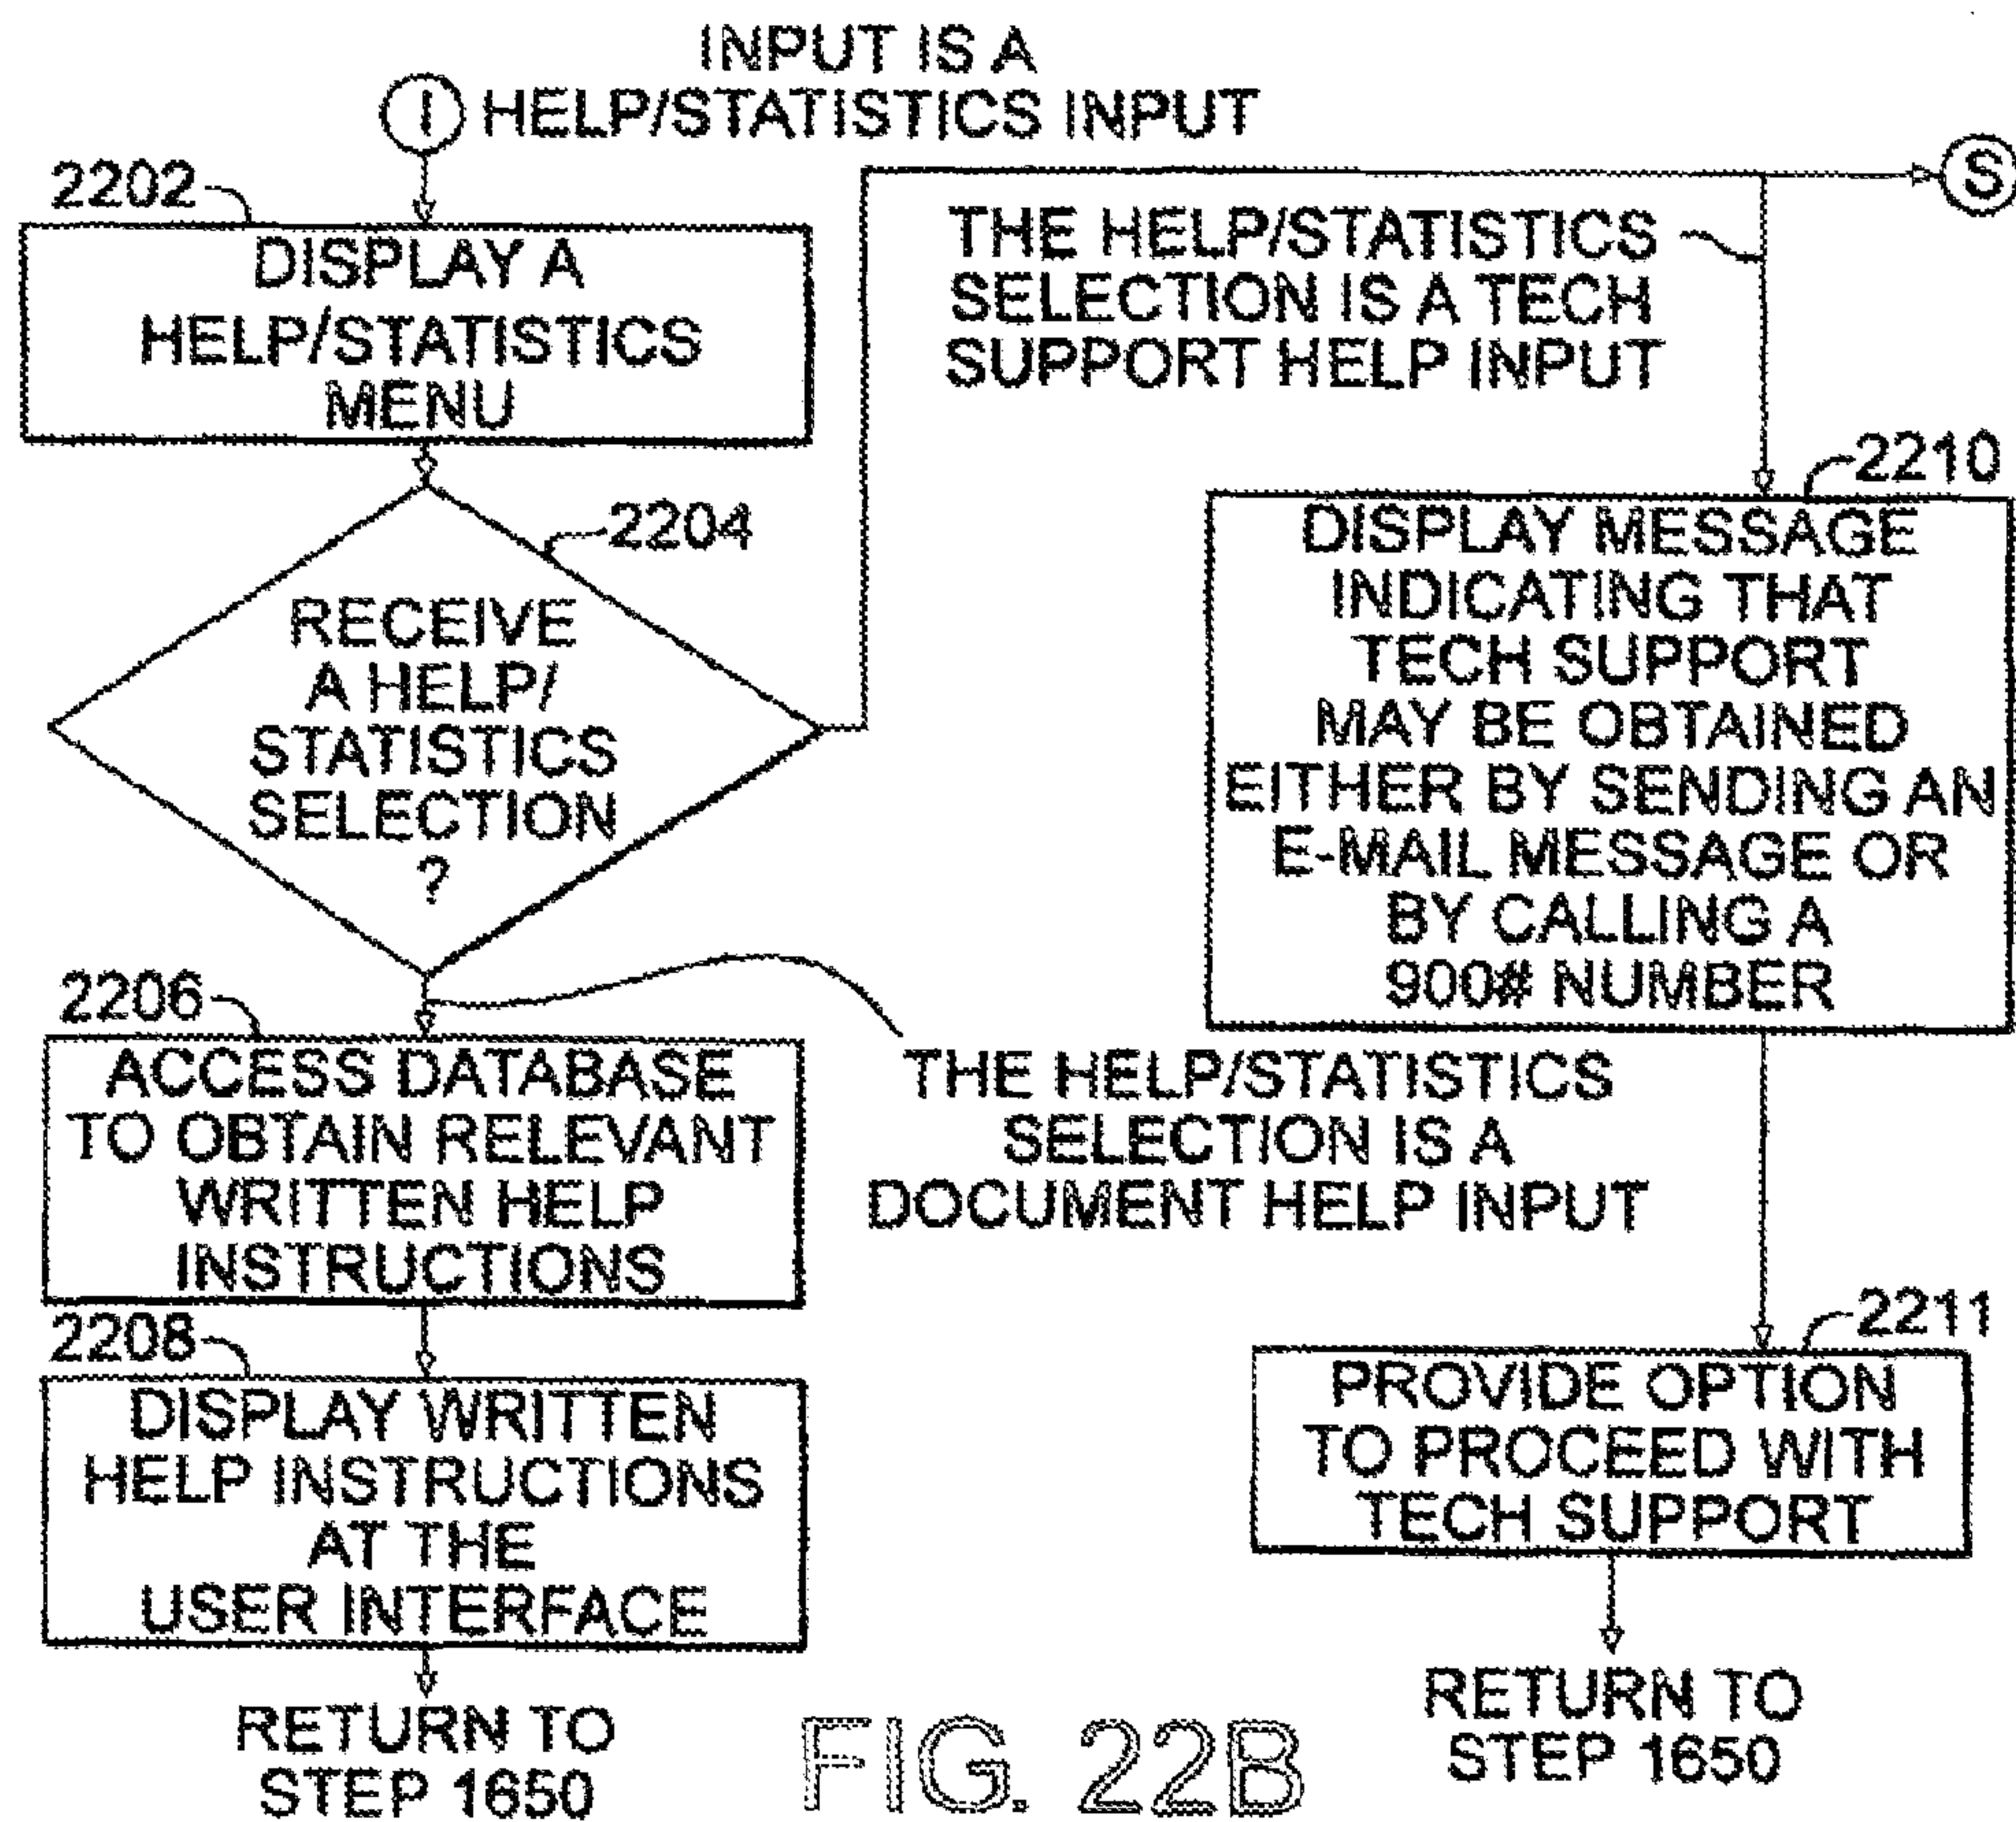 INPUT IS A
I HELP/STATISTICS INPUT
S
2202
DISPLAY A
HELP/STATISTICS
MENU
THE HELP/STATISTICS
SELECTION IS A TECH
SUPPORT HELP INPUT
2204
RECEIVE
A HELP/
STATISTICS
SELECTION
?
2210
DISPLAY MESSAGE
INDICATING THAT
TECH SUPPORT
MAY BE OBTAINED
EITHER BY SENDING AN
E-MAIL MESSAGE OR
BY CALLING A
900# NUMBER
2206
ACCESS DATABASE
TO OBTAIN RELEVANT
WRITTEN HELP
INSTRUCTIONS
THE HELP/STATISTICS
SELECTION IS A
DOCUMENT HELP INPUT
2208
DISPLAY WRITTEN
HELP INSTRUCTIONS
AT THE
USER INTERFACE
2211
PROVIDE OPTION
TO PROCEED WITH
TECH SUPPORT
RETURN TO
STEP 1650
RETURN TO
STEP 1650
FIG. 22B